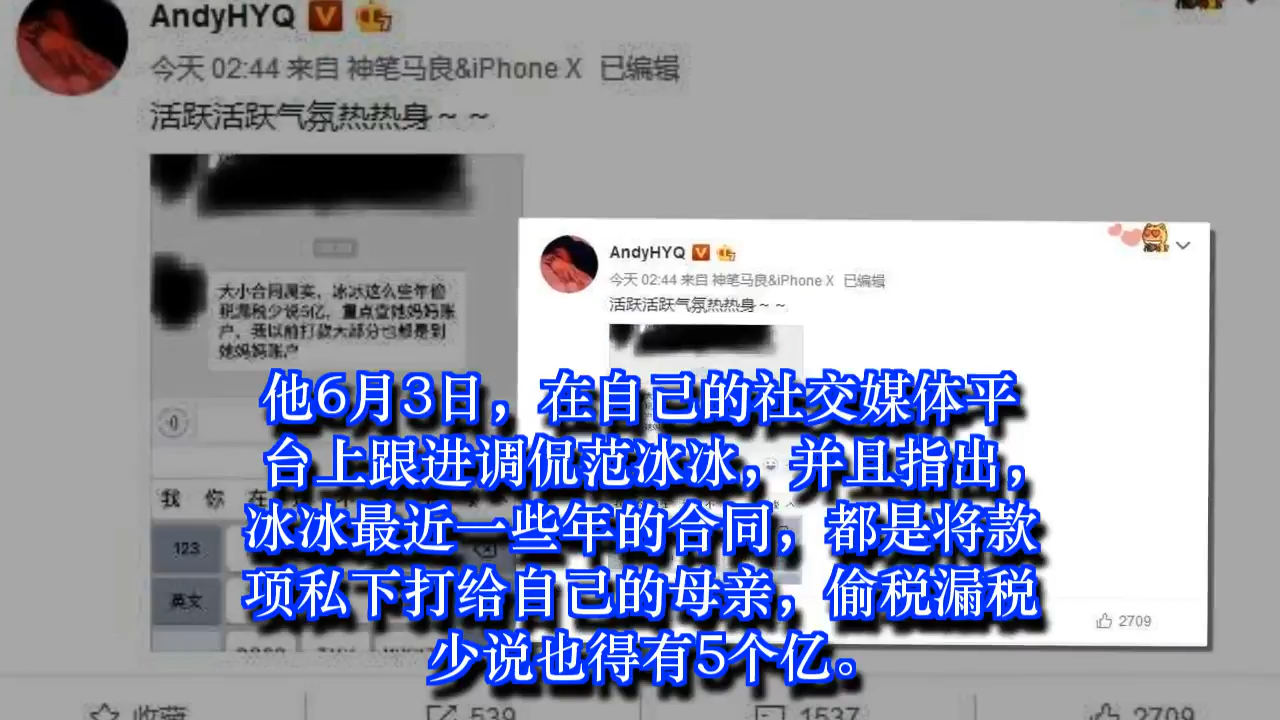 AndyHYQ
今天 02:44 来自 神笔马良&iPhone X 已编辑
活跃活跃气氛热热身~~
大小合同属实，冰冰这么些年偷
税漏税少说5亿，重点查她妈妈账
户，我以前打款大部分也都是到
她妈妈账户
AndyHYQ
今天 02:44 来自 神笔马良&iPhone X 已编辑
活跃活跃气氛热热身~~
他6月3日，在自己的社交媒体平
台上跟进调侃范冰冰，并且指出，
冰冰最近一些年的合同，都是将款
项私下打给自己的母亲，偷税漏税
少说也得有5个亿。
我 你 在
123
英文
2709
收藏
539
1537
2709